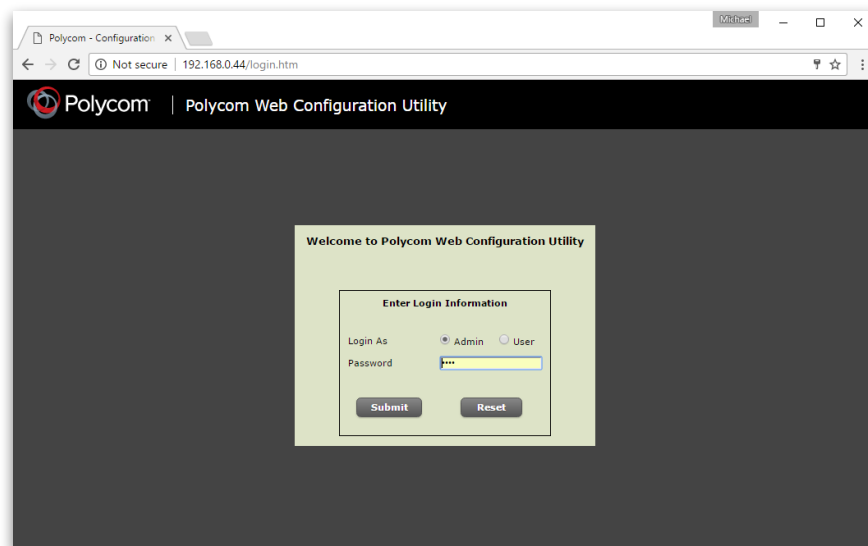 Michael
Polycom - Configuration
Not secure | 192.168.0.44/login.htm
Polycom | Polycom Web Configuration Utility
Welcome to Polycom Web Configuration Utility
Enter Login Information
Login As Admin User
Password ••••
Submit Reset